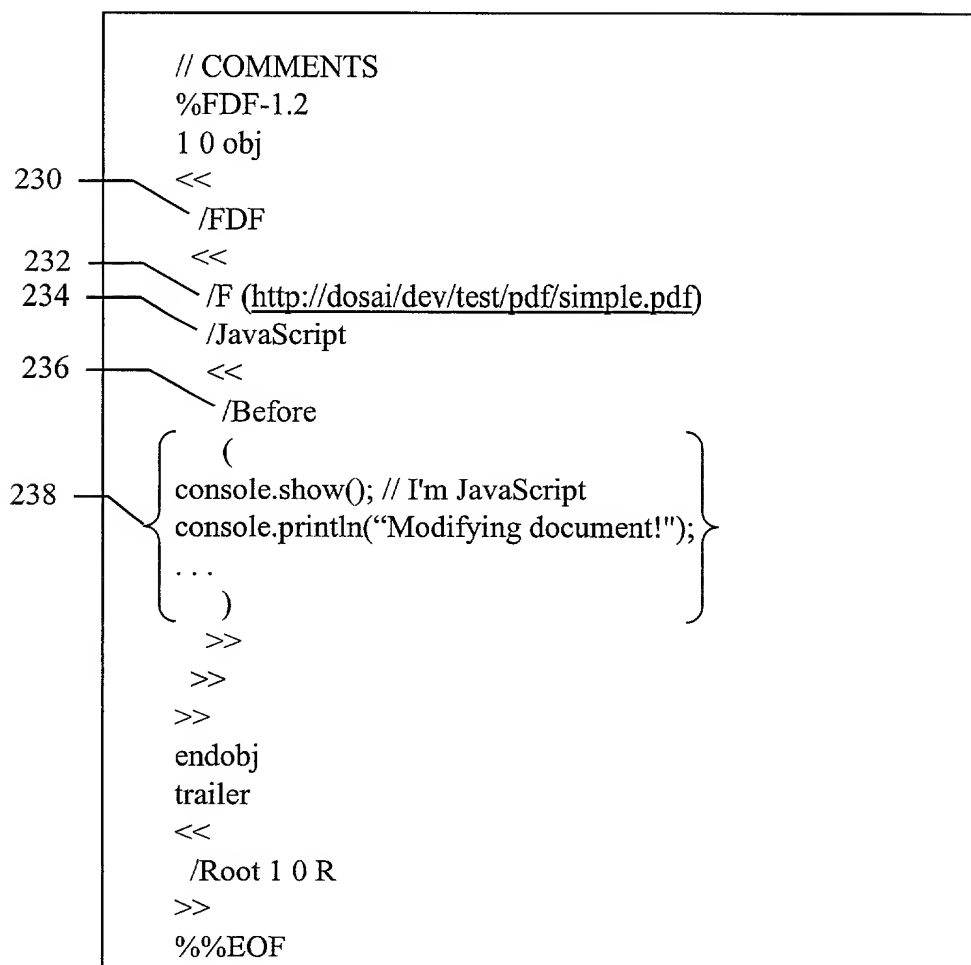 // COMMENTS
%FDF-1.2
1 0 obj
<<
230
/FDF
<<
232
/F (http://dosai/dev/test/pdf/simple.pdf)
234
/JavaScript
<<
236
/Before
(
console.show(); // I'm JavaScript
238
console.println(“Modifying document!");
. . .
)
>>
>>
>>
endobj
trailer
<<
/Root 1 0 R
>>
%%EOF